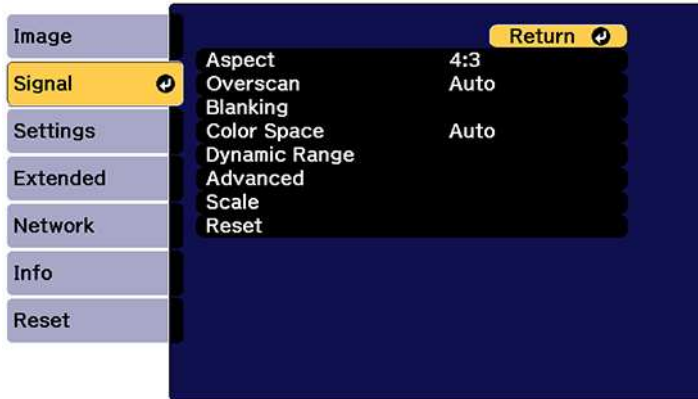 Image
Signal
Settings
Extended
Network
Info
Reset
Return
Aspect 4:3
Overscan Auto
Blanking
Color Space Auto
Dynamic Range
Advanced
Scale
Reset